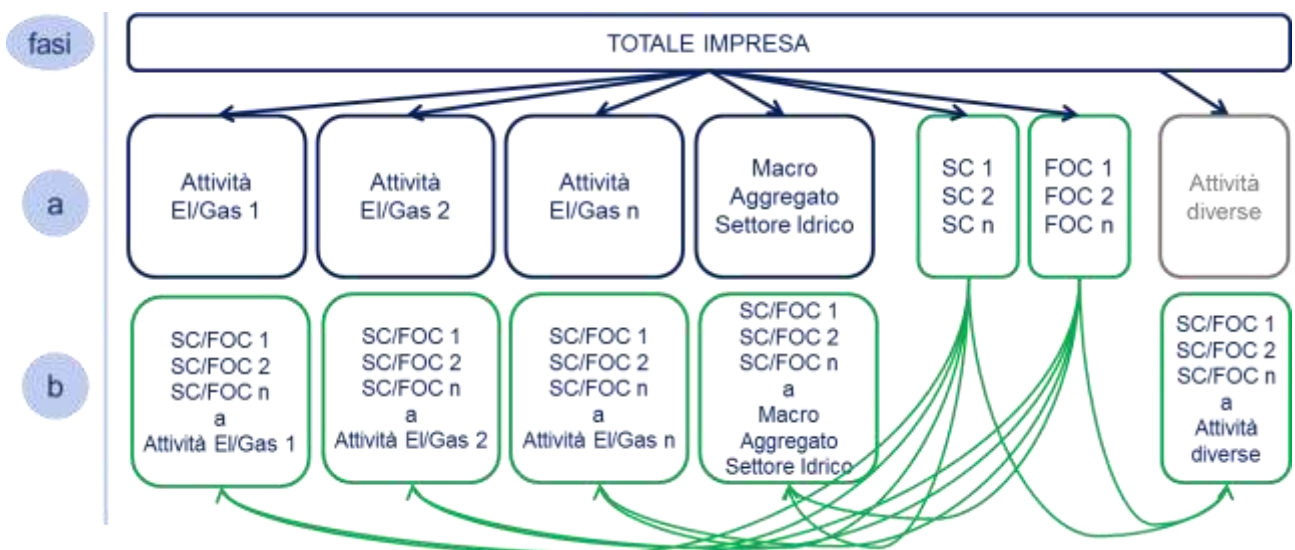 fasi
TOTALE IMPRESA
a
Attività
El/Gas 1
Attività
El/Gas 2
Attività
El/Gas n
Macro
Aggregato
Settore Idrico
SC 1
SC 2
SC n
FOC 1
FOC 2
FOC n
Attività
diverse
b
SC/FOC 1
SC/FOC 2
SC/FOC n
a
Attività El/Gas 1
SC/FOC 1
SC/FOC 2
SC/FOC n
a
Attività El/Gas 2
SC/FOC 1
SC/FOC 2
SC/FOC n
a
Attività El/Gas n
SC/FOC 1
SC/FOC 2
SC/FOC n
a
Macro
Aggregato
Settore Idrico
SC/FOC 1
SC/FOC 2
SC/FOC n
a
Attività
diverse